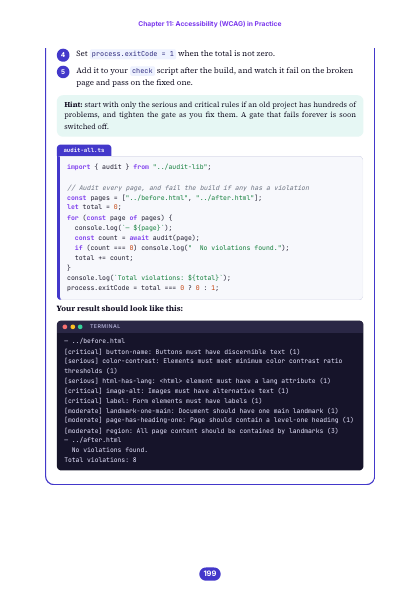 Chapter 11: Accessibility (WCAG) in Practice
4 Set process.exitCode = 1 when the total is not zero.
5 Add it to your check script after the build, and watch it fail on the broken
page and pass on the fixed one.
Hint: start with only the serious and critical rules if an old project has hundreds of
problems, and tighten the gate as you fix them. A gate that fails forever is soon
switched off.
audit-all.ts
import { audit } from "../audit-lib";
// Audit every page, and fail the build if any has a violation
const pages = ["../before.html", "../after.html"];
let total = 0;
for (const page of pages) {
  console.log(`— ${page}`);
  const count = await audit(page);
  if (count === 0) console.log("  No violations found.");
  total += count;
}
console.log(`Total violations: ${total}`);
process.exitCode = total === 0 ? 0 : 1;
Your result should look like this:
TERMINAL
— ../before.html
[critical] button-name: Buttons must have discernible text (1)
[serious] color-contrast: Elements must meet minimum color contrast ratio
thresholds (1)
[serious] html-has-lang: <html> element must have a lang attribute (1)
[critical] image-alt: Images must have alternative text (1)
[critical] label: Form elements must have labels (1)
[moderate] landmark-one-main: Document should have one main landmark (1)
[moderate] page-has-heading-one: Page should contain a level-one heading (1)
[moderate] region: All page content should be contained by landmarks (3)
— ../after.html
  No violations found.
Total violations: 8
199